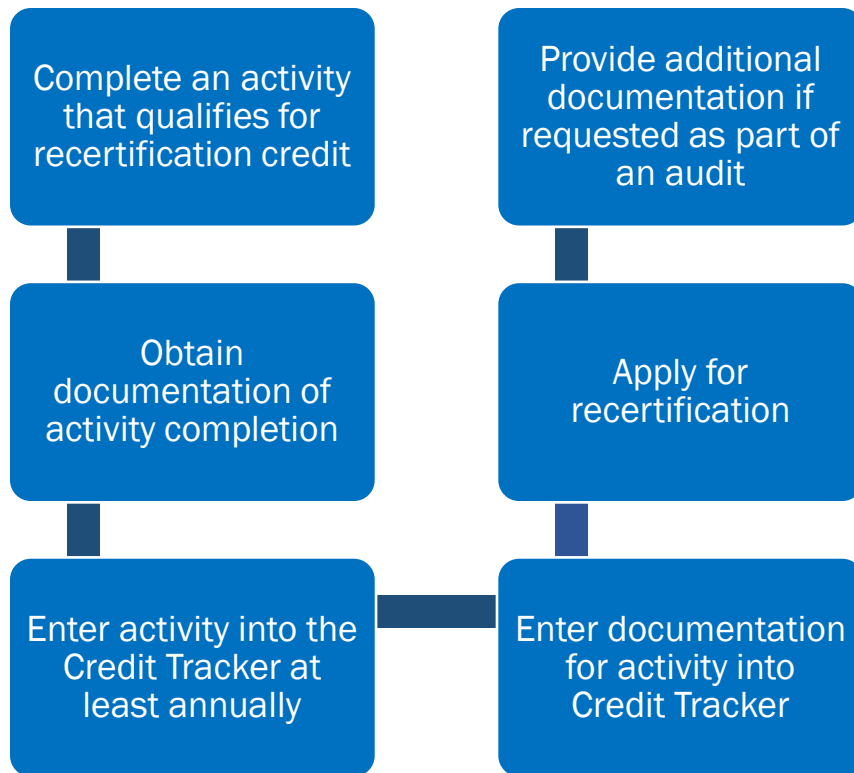 Complete an activity
that qualifies for
recertification credit
Obtain
documentation of
activity completion
Enter activity into the
Credit Tracker at
least annually
Enter documentation
for activity into
Credit Tracker
Apply for
recertification
Provide additional
documentation if
requested as part of
an audit